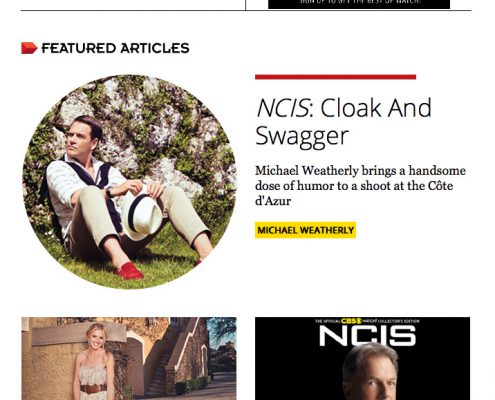 SIGN UP TO GET THE BEST OF WATCH!
FEATURED ARTICLES
NCIS: Cloak And
Swagger
Michael Weatherly brings a handsome
dose of humor to a shoot at the Côte
d'Azur
MICHAEL WEATHERLY
THE OFFICIAL CBS WATCH! COLLECTOR'S EDITION
NCIS